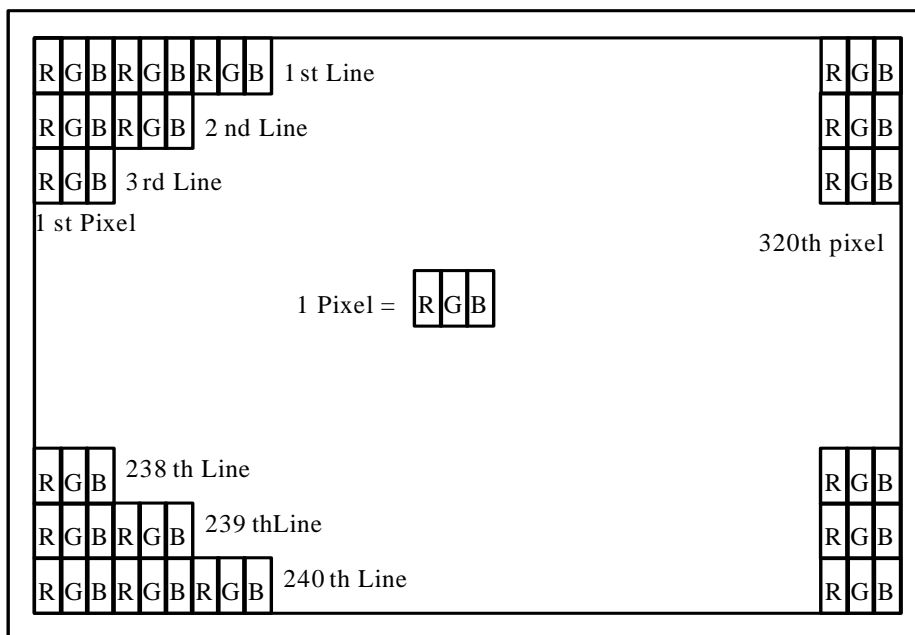 R G B R G B R G B 1 st Line R G B
R G B R G B 2 nd Line R G B
R G B 3 rd Line R G B
1 st Pixel
320th pixel
1 Pixel = R G B
238 th Line
R G B R G B
239 thLine
R G B R G B R G B
240 th Line
R G B R G B R G B R G B